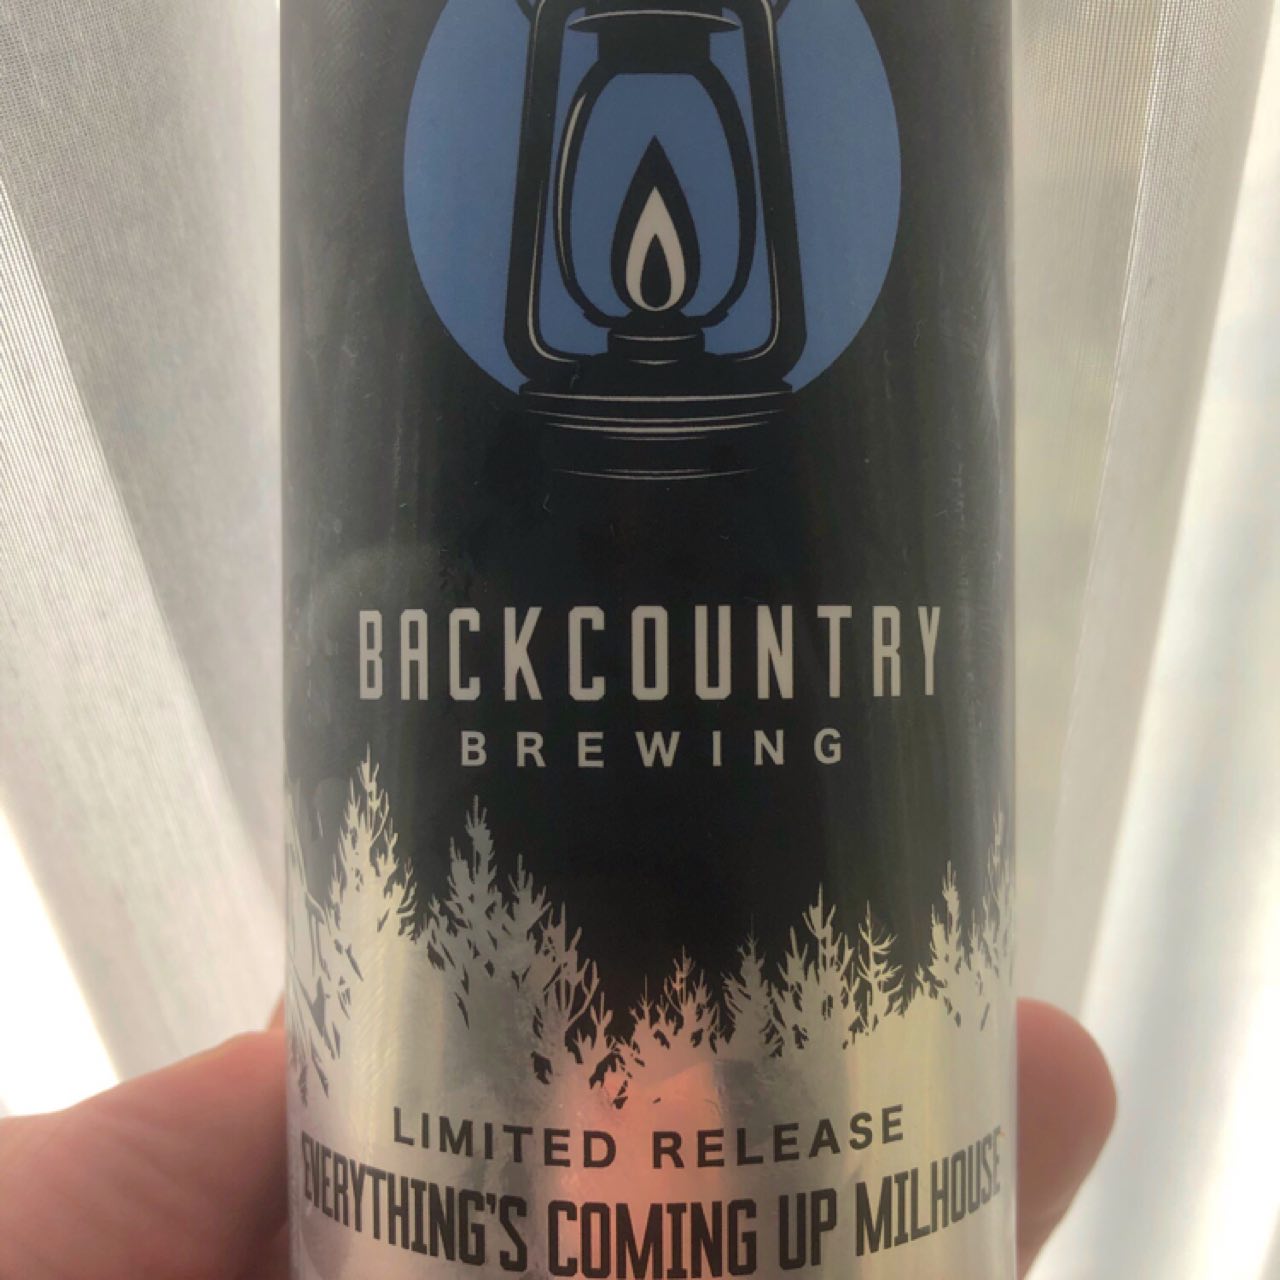 BACKCOUNTRY
BREWING
LIMITED RELEASE
EVERYTHING'S COMING UP MILHOUSE